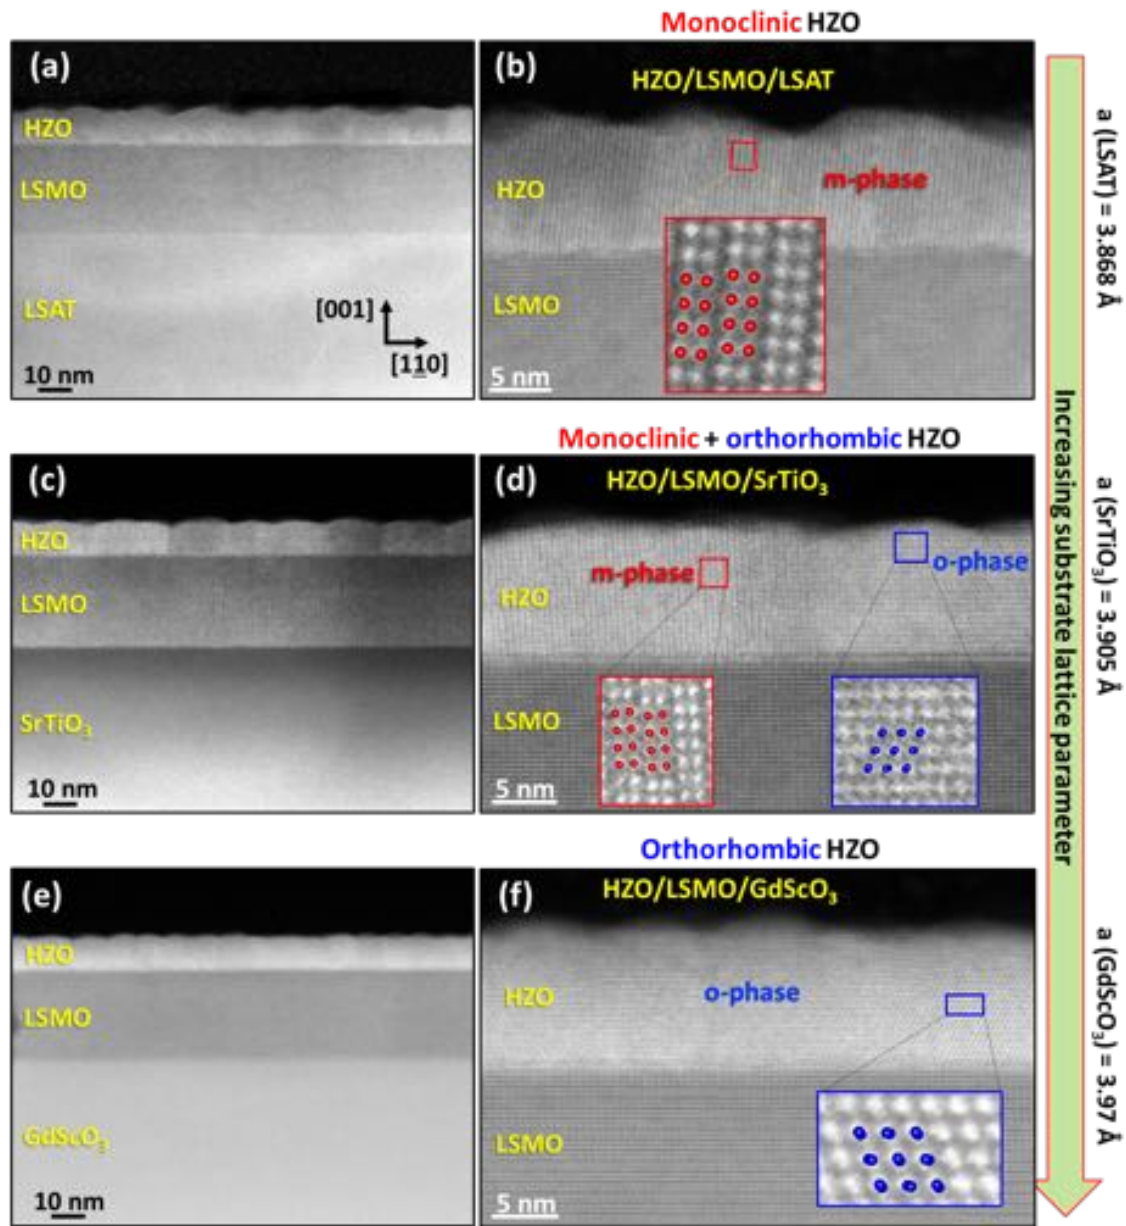 Monoclinic HZO
(a)
HZO
LSMO
LSAT
[001]
[110]
10 nm
(b)
HZO/LSMO/LSAT
HZO
m-phase
LSMO
5 nm
a (LSAT) = 3.868 Å
Monoclinic + orthorhombic HZO
(c)
HZO
LSMO
SrTiO₃
10 nm
(d)
HZO/LSMO/SrTiO₃
m-phase
o-phase
HZO
LSMO
5 nm
a (SrTiO₃) = 3.905 Å
Increasing substrate lattice parameter
Orthorhombic HZO
(e)
HZO
LSMO
GdScO₃
10 nm
(f)
HZO/LSMO/GdScO₃
HZO
o-phase
LSMO
5 nm
a (GdScO₃) = 3.97 Å